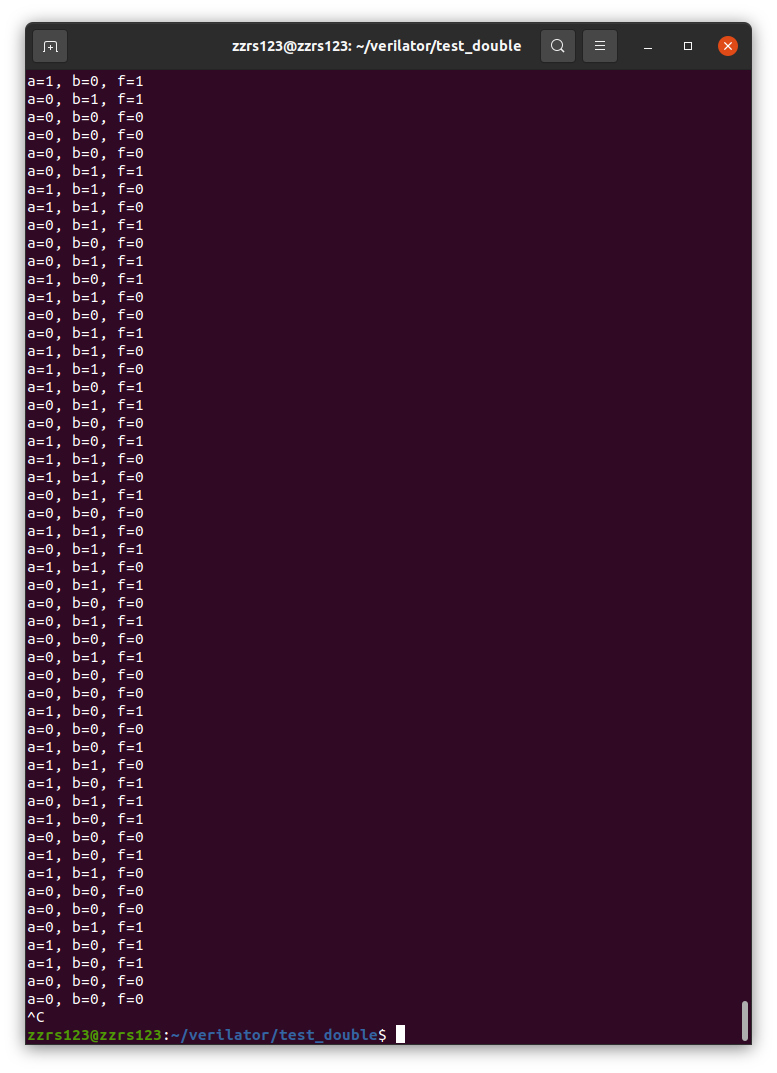 zzrs123@zzrs123: ~/verilator/test_double
a=1, b=0, f=1
a=0, b=1, f=1
a=0, b=0, f=0
a=0, b=0, f=0
a=0, b=0, f=0
a=0, b=1, f=1
a=1, b=1, f=0
a=1, b=1, f=0
a=0, b=1, f=1
a=0, b=0, f=0
a=0, b=1, f=1
a=1, b=0, f=1
a=1, b=1, f=0
a=0, b=0, f=0
a=0, b=1, f=1
a=1, b=1, f=0
a=1, b=1, f=0
a=1, b=0, f=1
a=0, b=1, f=1
a=0, b=0, f=0
a=1, b=0, f=1
a=1, b=1, f=0
a=1, b=1, f=0
a=0, b=1, f=1
a=0, b=0, f=0
a=1, b=1, f=0
a=0, b=1, f=1
a=1, b=1, f=0
a=0, b=1, f=1
a=0, b=0, f=0
a=0, b=1, f=1
a=0, b=0, f=0
a=0, b=1, f=1
a=0, b=0, f=0
a=0, b=0, f=0
a=1, b=0, f=1
a=0, b=0, f=0
a=1, b=0, f=1
a=1, b=1, f=0
a=1, b=0, f=1
a=0, b=1, f=1
a=1, b=0, f=1
a=0, b=0, f=0
a=1, b=0, f=1
a=1, b=1, f=0
a=0, b=0, f=0
a=0, b=0, f=0
a=0, b=1, f=1
a=1, b=0, f=1
a=1, b=0, f=1
a=0, b=0, f=0
a=0, b=0, f=0
^C
zzrs123@zzrs123:~/verilator/test_double$